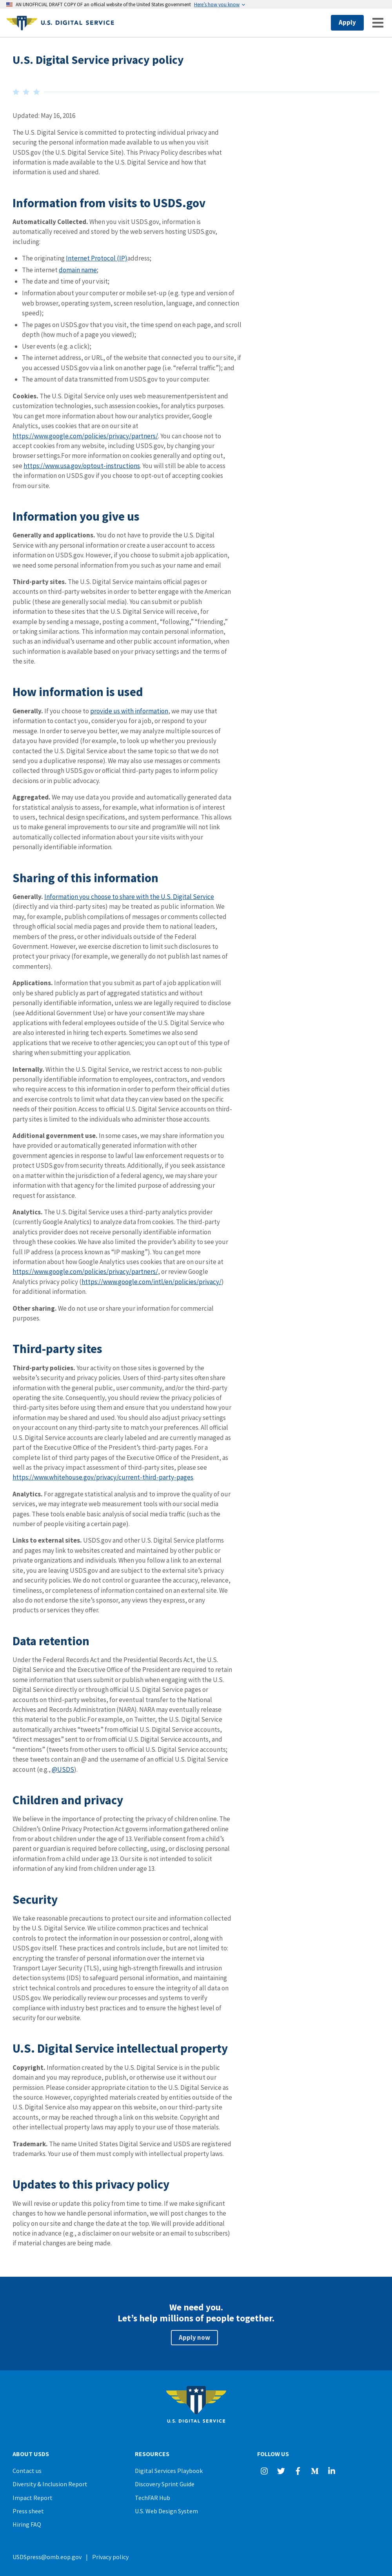 AN UNOFFICIAL DRAFT COPY OF an official website of the United States government Here's how you know
U.S. DIGITAL SERVICE
Apply
U.S. Digital Service privacy policy
Updated: May 16, 2016
The U.S. Digital Service is committed to protecting individual privacy and
securing the personal information made available to us when you visit
USDS.gov (the U.S. Digital Service Site). This Privacy Policy describes what
information is made available to the U.S. Digital Service and how that
information is used and shared.
Information from visits to USDS.gov
Automatically Collected. When you visit USDS.gov, information is
automatically received and stored by the web servers hosting USDS.gov,
including:
The originating Internet Protocol (IP)address;
The internet domain name;
The date and time of your visit;
Information about your computer or mobile set-up (e.g. type and version of
web browser, operating system, screen resolution, language, and connection
speed);
The pages on USDS.gov that you visit, the time spend on each page, and scroll
depth (how much of a page you viewed);
User events (e.g. a click);
The internet address, or URL, of the website that connected you to our site, if
you accessed USDS.gov via a link on another page (i.e. “referral traffic”); and
The amount of data transmitted from USDS.gov to your computer.
Cookies. The U.S. Digital Service only uses web measurementpersistent and
customization technologies, such assession cookies, for analytics purposes.
You can get more information about how our analytics provider, Google
Analytics, uses cookies that are on our site at
https://www.google.com/policies/privacy/partners/. You can choose not to
accept cookies from any website, including USDS.gov, by changing your
browser settings.For more information on cookies generally and opting out,
see https://www.usa.gov/optout-instructions. You will still be able to access
the information on USDS.gov if you choose to opt-out of accepting cookies
from our site.
Information you give us
Generally and applications. You do not have to provide the U.S. Digital
Service with any personal information or create a user account to access
information on USDS.gov. However, if you choose to submit a job application,
we need some personal information from you such as your name and email
Third-party sites. The U.S. Digital Service maintains official pages or
accounts on third-party websites in order to better engage with the American
public (these are generally social media). You can submit or publish
information to these sites that the U.S. Digital Service will receive, for
example by sending a message, posting a comment, “following,” “friending,”
or taking similar actions. This information may contain personal information,
such as an individual’s username and other public account information, when
such information is available based on your privacy settings and the terms of
the site.
How information is used
Generally. If you choose to provide us with information, we may use that
information to contact you, consider you for a job, or respond to your
message. In order to serve you better, we may analyze multiple sources of
data you have provided (for example, to look up whether you previously
contacted the U.S. Digital Service about the same topic so that we do not
send you a duplicative response). We may also use messages or comments
collected through USDS.gov or official third-party pages to inform policy
decisions or in public advocacy.
Aggregated. We may use data you provide and automatically generated data
for statistical analysis to assess, for example, what information is of interest
to users, technical design specifications, and system performance. This allows
us to make general improvements to our site and program.We will not link
automatically collected information about your site visits with your
personally identifiable information.
Sharing of this information
Generally. Information you choose to share with the U.S. Digital Service
(directly and via third-party sites) may be treated as public information. We
may, for example, publish compilations of messages or comments collected
through official social media pages and provide them to national leaders,
members of the press, or other individuals outside of the Federal
Government. However, we exercise discretion to limit such disclosures to
protect your privacy (for example, we generally do not publish last names of
commenters).
Applications. Information that you submit as part of a job application will
only be shared publicly as part of aggregated statistics and without
personally identifiable information, unless we are legally required to disclose
(see Additional Government Use) or have your consent.We may share
applications with federal employees outside of the U.S. Digital Service who
are also interested in hiring tech experts. Sometimes we also send
applications that we receive to other agencies; you can opt out of this type of
sharing when submitting your application.
Internally. Within the U.S. Digital Service, we restrict access to non-public
personally identifiable information to employees, contractors, and vendors
who require access to this information in order to perform their official duties
and exercise controls to limit what data they can view based on the specific
needs of their position. Access to official U.S. Digital Service accounts on third-
party sites is limited to the individuals who administer those accounts.
Additional government use. In some cases, we may share information you
have provided or automatically generated information with other
government agencies in response to lawful law enforcement requests or to
protect USDS.gov from security threats. Additionally, if you seek assistance
on a matter within the jurisdiction of a federal agency, we may share your
information with that agency for the limited purpose of addressing your
request for assistance.
Analytics. The U.S. Digital Service uses a third-party analytics provider
(currently Google Analytics) to analyze data from cookies. The third-party
analytics provider does not receive personally identifiable information
through these cookies. We have also limited the provider’s ability to see your
full IP address (a process known as “IP masking”). You can get more
information about how Google Analytics uses cookies that are on our site at
https://www.google.com/policies/privacy/partners/, or review Google
Analytics privacy policy (https://www.google.com/intl/en/policies/privacy/)
for additional information.
Other sharing. We do not use or share your information for commercial
purposes.
Third-party sites
Third-party policies. Your activity on those sites is governed by the
website’s security and privacy policies. Users of third-party sites often share
information with the general public, user community, and/or the third-party
operating the site. Consequently, you should review the privacy policies of
third-party sites before using them and ensure that you understand how your
information may be shared and used. You should also adjust privacy settings
on your account on any third-party site to match your preferences. All official
U.S. Digital Service accounts are clearly labeled and are currently managed as
part of the Executive Office of the President’s third-party pages. For a
complete list of third party pages of the Executive Office of the President, as
well as the privacy impact assessment of third-party sites, please see
https://www.whitehouse.gov/privacy/current-third-party-pages.
Analytics. For aggregate statistical analysis and to improve the quality of our
services, we may integrate web measurement tools with our social media
pages. These tools enable basic analysis of social media traffic (such as the
number of people visiting a certain page).
Links to external sites. USDS.gov and other U.S. Digital Service platforms
and pages may link to websites created and maintained by other public or
private organizations and individuals. When you follow a link to an external
site, you are leaving USDS.gov and are subject to the external site’s privacy
and security policies. We do not control or guarantee the accuracy, relevance,
timeliness, or completeness of information contained on an external site. We
also do not endorse the site’s sponsor, any views they express, or any
products or services they offer.
Data retention
Under the Federal Records Act and the Presidential Records Act, the U.S.
Digital Service and the Executive Office of the President are required to retain
some information that users submit or publish when engaging with the U.S.
Digital Service directly or through official U.S. Digital Service pages or
accounts on third-party websites, for eventual transfer to the National
Archives and Records Administration (NARA). NARA may eventually release
this material to the public.For example, on Twitter, the U.S. Digital Service
automatically archives “tweets” from official U.S. Digital Service accounts,
“direct messages” sent to or from official U.S. Digital Service accounts, and
“mentions” (tweets from other users to official U.S. Digital Service accounts;
these tweets contain an @ and the username of an official U.S. Digital Service
account (e.g., @USDS).
Children and privacy
We believe in the importance of protecting the privacy of children online. The
Children’s Online Privacy Protection Act governs information gathered online
from or about children under the age of 13. Verifiable consent from a child’s
parent or guardian is required before collecting, using, or disclosing personal
information from a child under age 13. Our site is not intended to solicit
information of any kind from children under age 13.
Security
We take reasonable precautions to protect our site and information collected
by the U.S. Digital Service. We utilize common practices and technical
controls to protect the information in our possession or control, along with
USDS.gov itself. These practices and controls include, but are not limited to:
encrypting the transfer of personal information over the internet via
Transport Layer Security (TLS), using high-strength firewalls and intrusion
detection systems (IDS) to safeguard personal information, and maintaining
strict technical controls and procedures to ensure the integrity of all data on
USDS.gov. We periodically review our processes and systems to verify
compliance with industry best practices and to ensure the highest level of
security for our website.
U.S. Digital Service intellectual property
Copyright. Information created by the U.S. Digital Service is in the public
domain and you may reproduce, publish, or otherwise use it without our
permission. Please consider appropriate citation to the U.S. Digital Service as
the source. However, copyrighted materials created by entities outside of the
U.S. Digital Service also may appear on this website, on our third-party site
accounts, or may be reached through a link on this website. Copyright and
other intellectual property laws may apply to your use of those materials.
Trademark. The name United States Digital Service and USDS are registered
trademarks. Your use of them must comply with intellectual property laws.
Updates to this privacy policy
We will revise or update this policy from time to time. If we make significant
changes to how we handle personal information, we will post changes to the
policy on our site and change the date at the top. We will provide additional
notice in advance (e.g., a disclaimer on our website or an email to subscribers)
if material changes are being made.
We need you.
Let’s help millions of people together.
Apply now
U.S. DIGITAL SERVICE
ABOUT USDS
Contact us
Diversity & Inclusion Report
Impact Report
Press sheet
Hiring FAQ
RESOURCES
Digital Services Playbook
Discovery Sprint Guide
TechFAR Hub
U.S. Web Design System
FOLLOW US
USDSpress@omb.eop.gov | Privacy policy